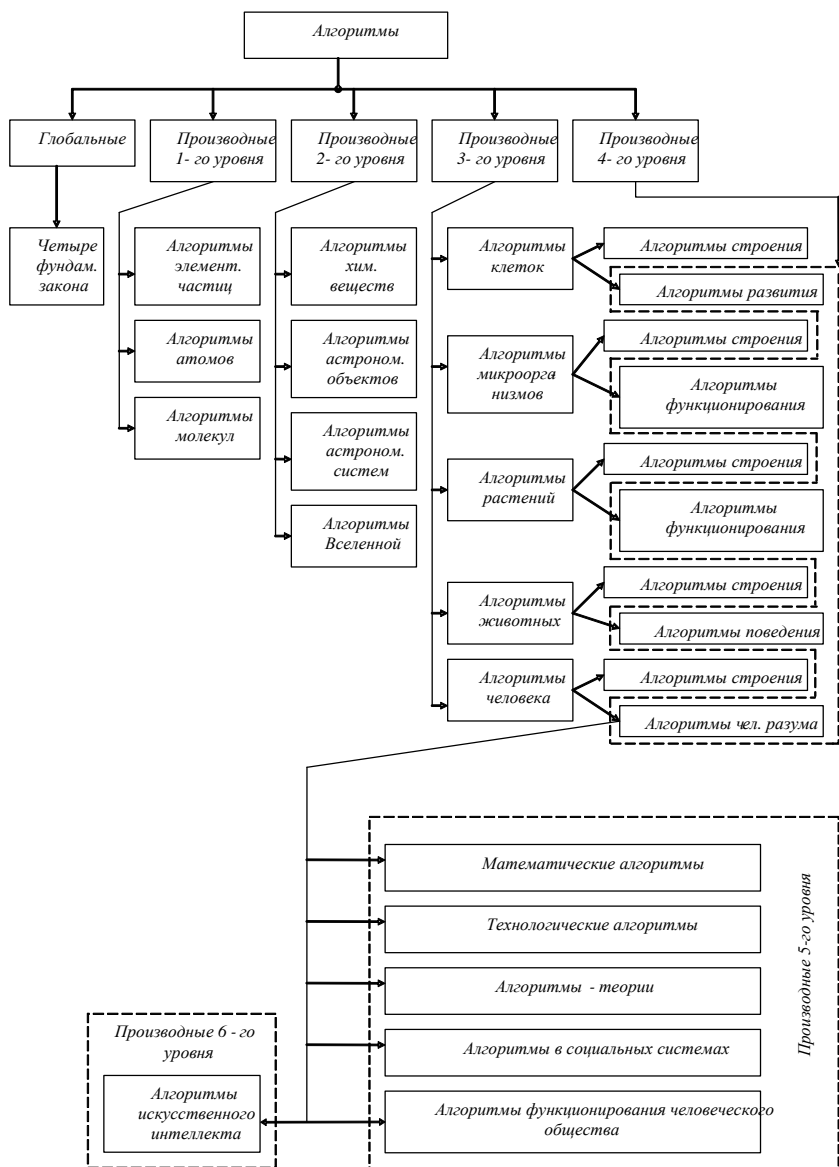 Алгоритмы
Глобальные
Производные
1- го уровня
Производные
2- го уровня
Производные
3- го уровня
Производные
4- го уровня
Четыре
фундам.
закона
Алгоритмы
элемент.
частиц
Алгоритмы
атомов
Алгоритмы
молекул
Алгоритмы
хим.
веществ
Алгоритмы
астроном.
объектов
Алгоритмы
астроном.
систем
Алгоритмы
Вселенной
Алгоритмы
клеток
Алгоритмы строения
Алгоритмы развития
Алгоритмы
микроорга
низмов
Алгоритмы строения
Алгоритмы
функционирования
Алгоритмы
растений
Алгоритмы строения
Алгоритмы
функционирования
Алгоритмы
животных
Алгоритмы строения
Алгоритмы поведения
Алгоритмы
человека
Алгоритмы строения
Алгоритмы чел. разума
Математические алгоритмы
Технологические алгоритмы
Алгоритмы - теории
Алгоритмы в социальных системах
Алгоритмы функционирования человеческого
общества
Производные 5-го уровня
Производные 6 - го
уровня
Алгоритмы
искусственного
интеллекта